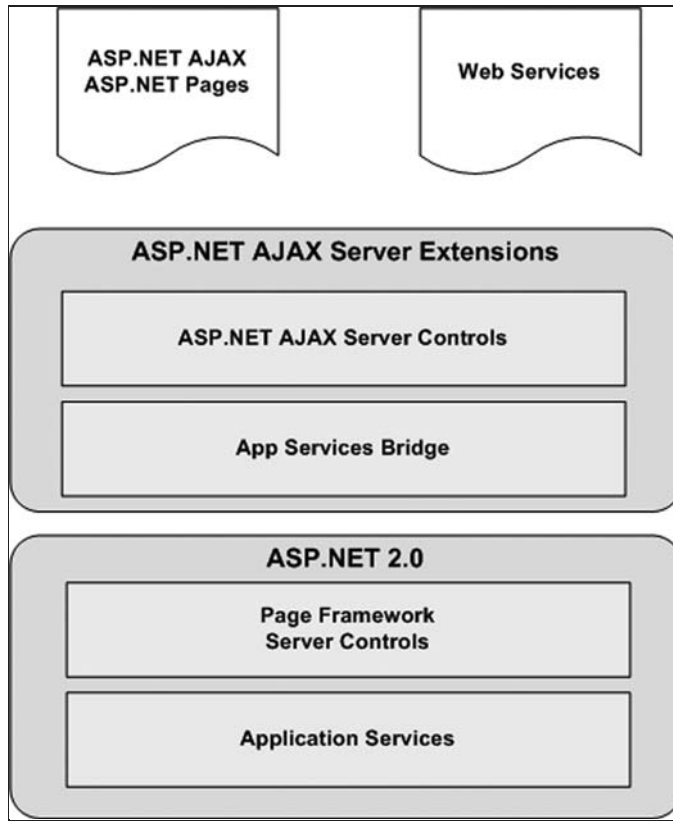 ASP.NET AJAX
ASP.NET Pages
Web Services
ASP.NET AJAX Server Extensions
ASP.NET AJAX Server Controls
App Services Bridge
ASP.NET 2.0
Page Framework
Server Controls
Application Services